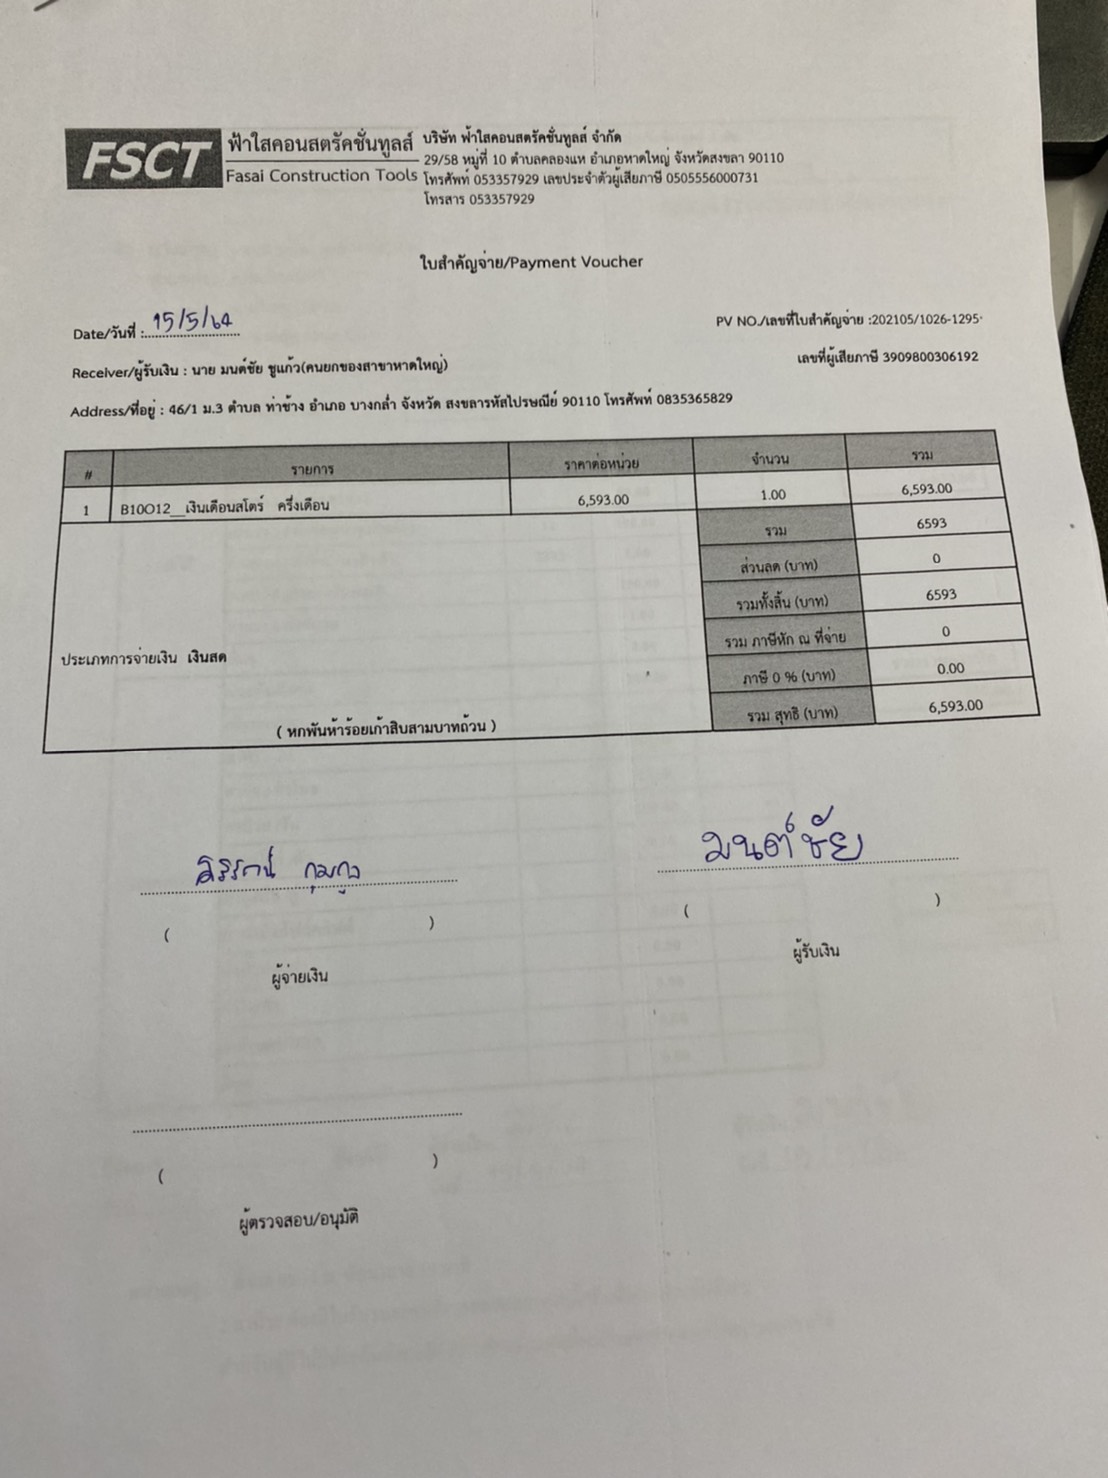 FSCT ฟ้าใสคอนสตรัคชั่นทูลส์
Fasai Construction Tools
บริษัท ฟ้าใสคอนสตรัคชั่นทูลส์ จำกัด
29/58 หมู่ที่ 10 ตำบลคลองแห อำเภอหาดใหญ่ จังหวัดสงขลา 90110
โทรศัพท์ 053357929 เลขประจำตัวผู้เสียภาษี 0505556000731
โทรสาร 053357929
ใบสำคัญจ่าย/Payment Voucher
Date/วันที่ : 15/5/64
PV NO./เลขที่ใบสำคัญจ่าย :202105/1026-1295
Receiver/ผู้รับเงิน : นาย มนต์ชัย ชูแก้ว(คนยกของสาขาหาดใหญ่)
เลขที่ผู้เสียภาษี 3909800306192
Address/ที่อยู่ : 46/1 ม.3 ตำบล ท่าช้าง อำเภอ บางกล่ำ จังหวัด สงขลารหัสไปรษณีย์ 90110 โทรศัพท์ 0835365829
# รายการ ราคาต่อหน่วย จำนวน รวม
1 B10O12__เงินเดือนสโตร์ ครึ่งเดือน 6,593.00 1.00 6,593.00
รวม 6593
ส่วนลด (บาท) 0
รวมทั้งสิ้น (บาท) 6593
รวม ภาษีหัก ณ ที่จ่าย 0
ประเภทการจ่ายเงิน เงินสด
ภาษี 0 % (บาท) 0.00
รวม สุทธิ (บาท) 6,593.00
( หกพันห้าร้อยเก้าสิบสามบาทถ้วน )
มนต์ชัย
( )
( )
ผู้จ่ายเงิน
ผู้รับเงิน
( )
ผู้ตรวจสอบ/อนุมัติ